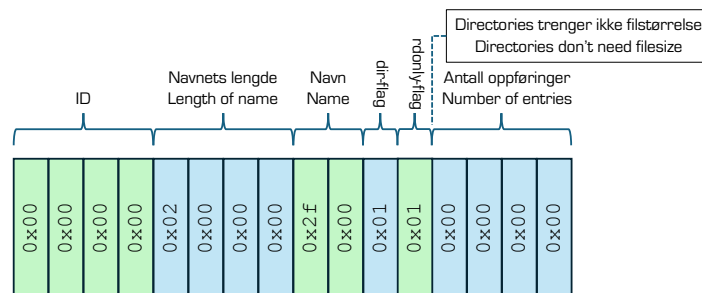 Directories trenger ikke filstørrelse
Directories don't need filesize
ID
Navnets lengde
Length of name
Navn
Name
dir-flag
rdonly-flag
Antall oppføringer
Number of entries
0x00 0x00 0x00 0x00 0x02 0x00 0x00 0x00 0x2f 0x00 0x01 0x01 0x00 0x00 0x00 0x00